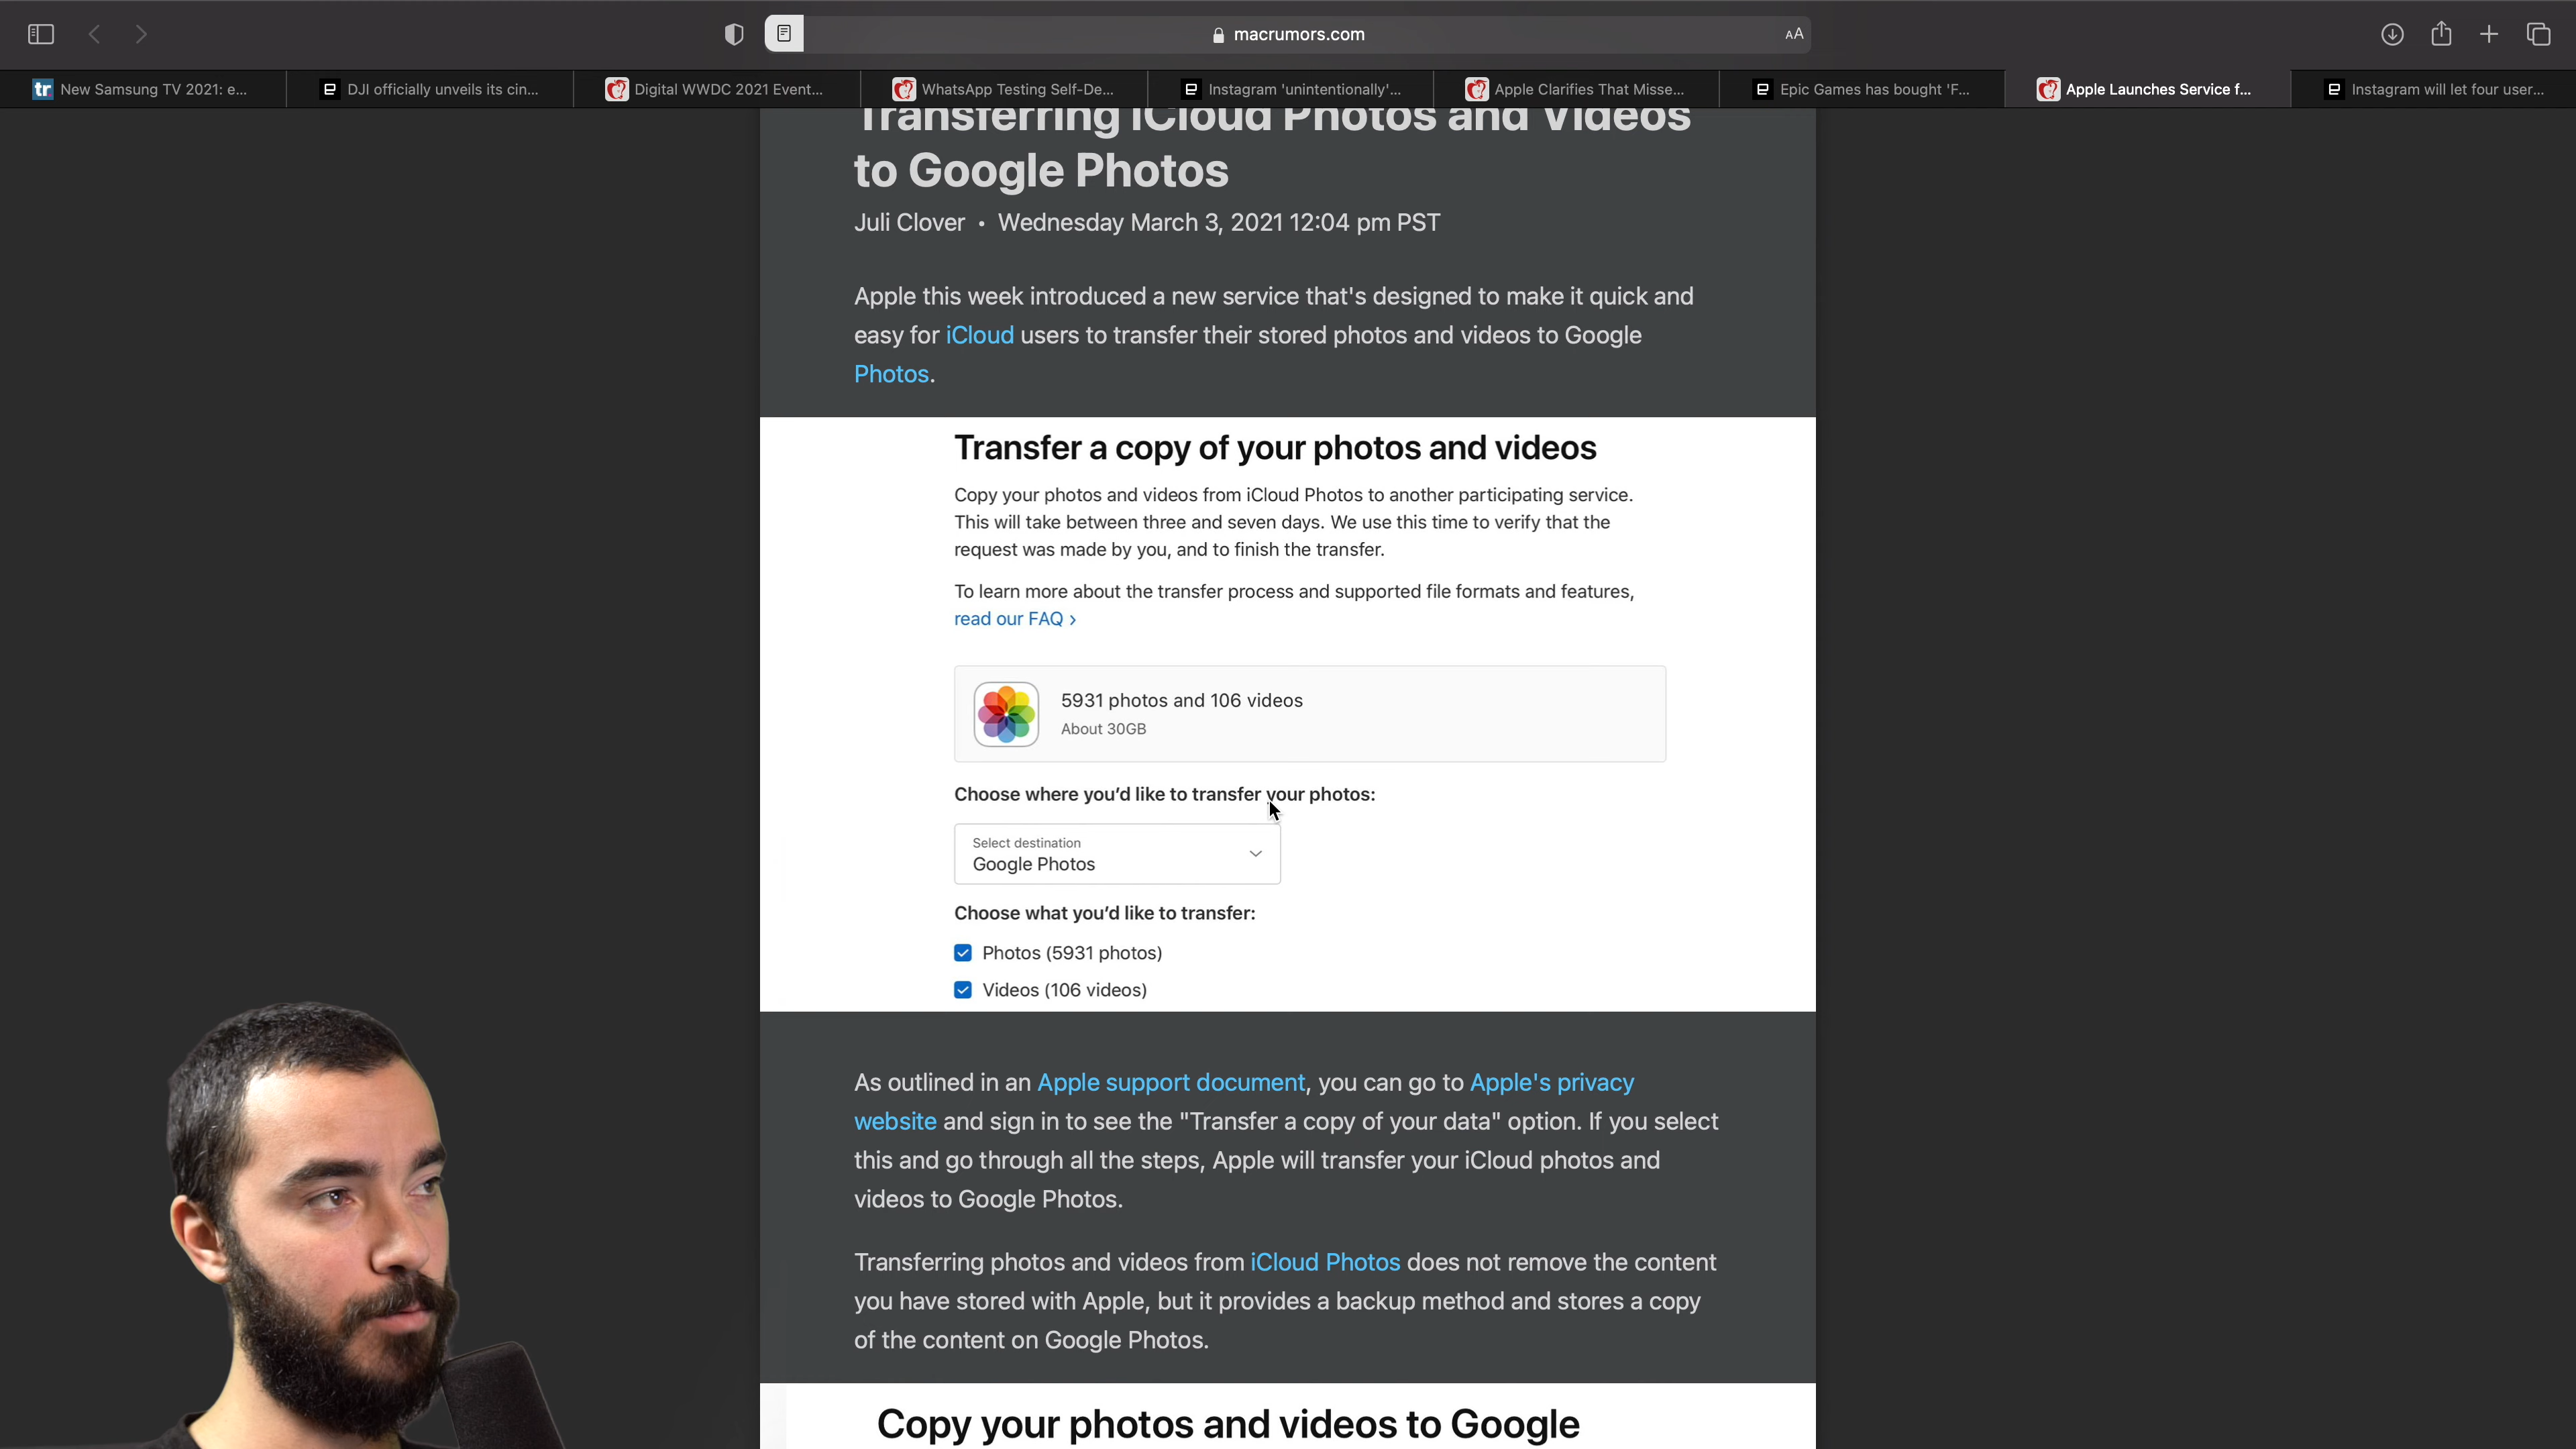 macrumors.com
AA
tr New Samsung TV 2021: e...
DJI officially unveils its cin...
Digital WWDC 2021 Event...
WhatsApp Testing Self-De...
Instagram 'unintentionally'...
Apple Clarifies That Misse...
Epic Games has bought 'F...
Apple Launches Service f...
Instagram will let four user...
Transferring iCloud Photos and Videos
to Google Photos
Juli Clover • Wednesday March 3, 2021 12:04 pm PST
Apple this week introduced a new service that's designed to make it quick and
easy for iCloud users to transfer their stored photos and videos to Google
Photos.
Transfer a copy of your photos and videos
Copy your photos and videos from iCloud Photos to another participating service.
This will take between three and seven days. We use this time to verify that the
request was made by you, and to finish the transfer.
To learn more about the transfer process and supported file formats and features,
read our FAQ ›
5931 photos and 106 videos
About 30GB
Choose where you’d like to transfer your photos:
Select destination
Google Photos
Choose what you’d like to transfer:
Photos (5931 photos)
Videos (106 videos)
As outlined in an Apple support document, you can go to Apple's privacy
website and sign in to see the "Transfer a copy of your data" option. If you select
this and go through all the steps, Apple will transfer your iCloud photos and
videos to Google Photos.
Transferring photos and videos from iCloud Photos does not remove the content
you have stored with Apple, but it provides a backup method and stores a copy
of the content on Google Photos.
Copy your photos and videos to Google